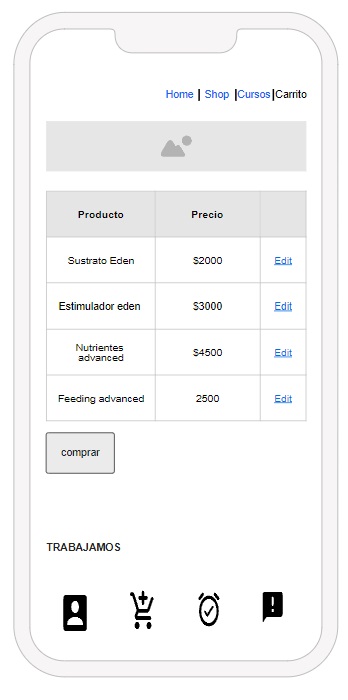 Home | Shop |Cursos|Carrito
Producto Precio
Sustrato Eden $2000 Edit
Estimulador eden $3000 Edit
Nutrientes
advanced $4500 Edit
Feeding advanced 2500 Edit
comprar
TRABAJAMOS